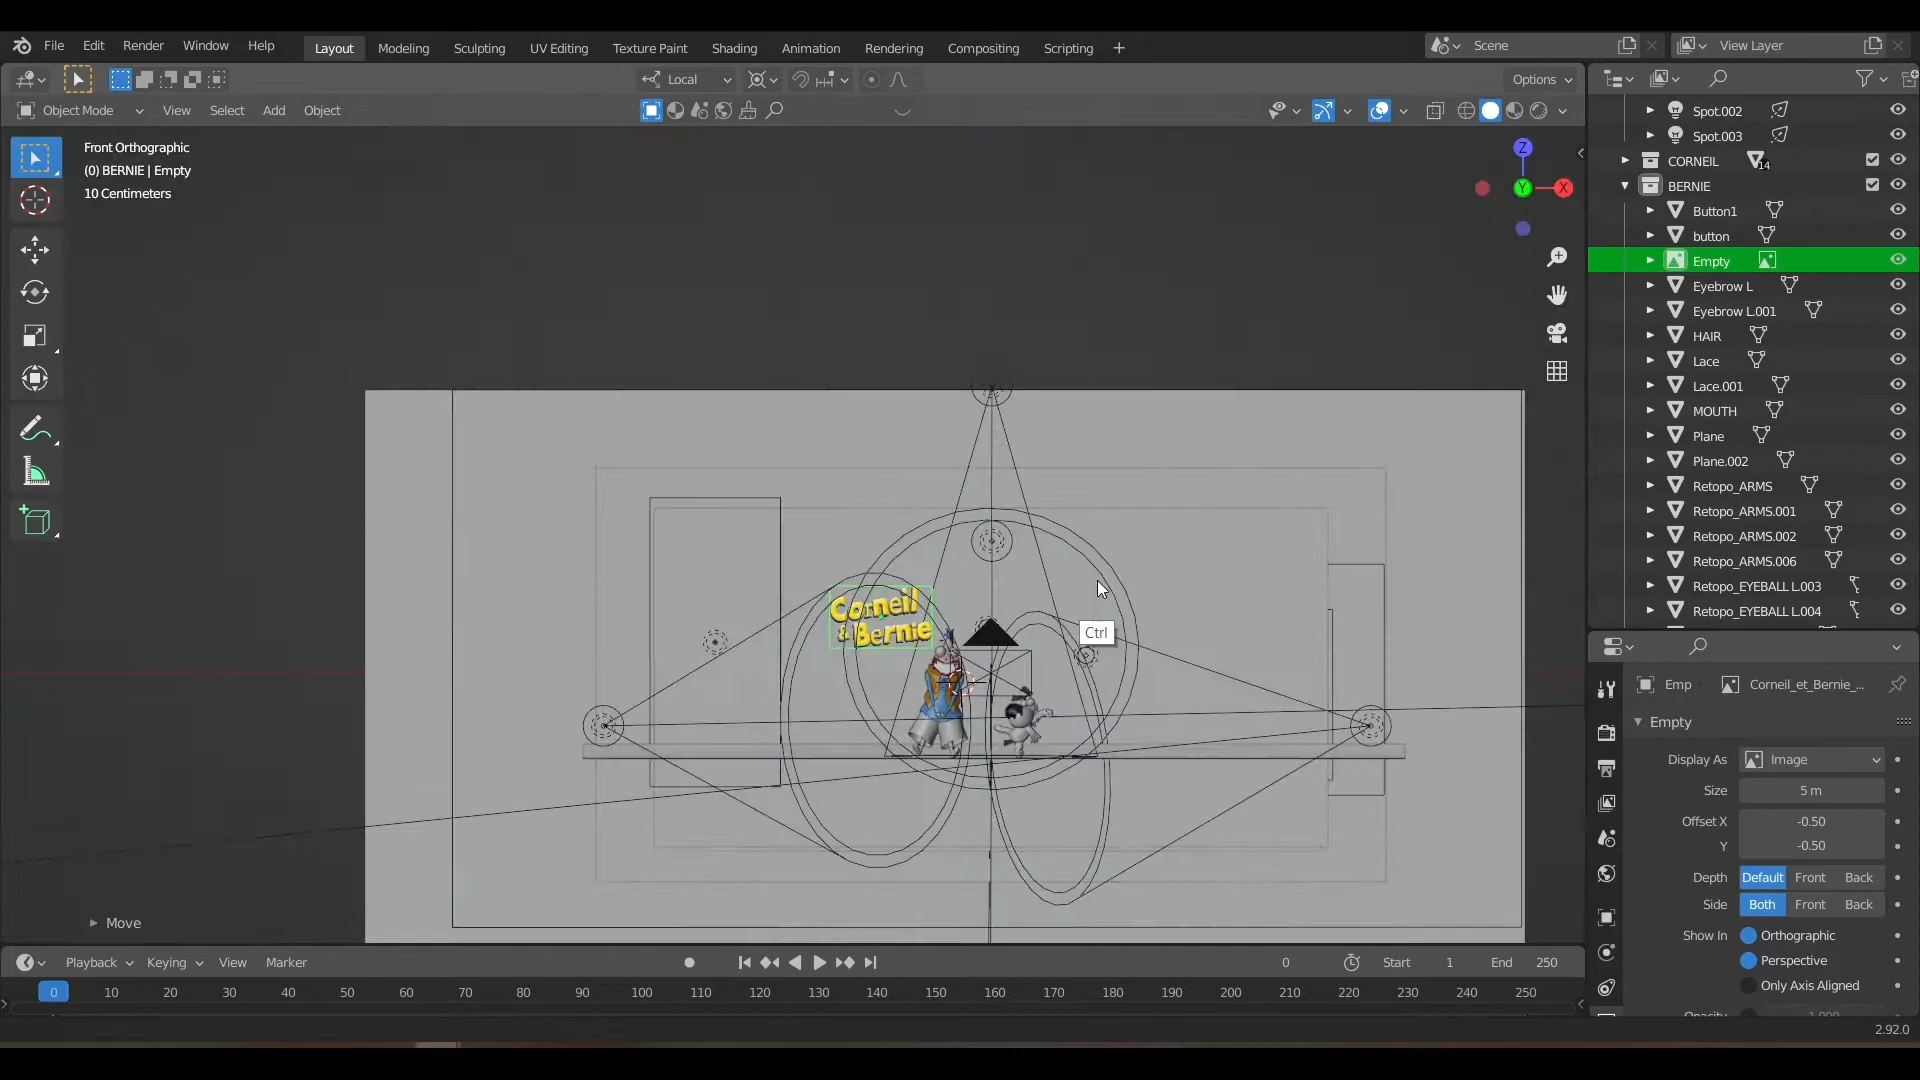 File Edit Render Window Help Layout Modeling Sculpting UV Editing Texture Paint Shading Animation Rendering Compositing Scripting + Scene View Layer
Local Options
Object Mode View Select Add Object
Front Orthographic
(0) BERNIE | Empty
10 Centimeters
Z
Y
X
Corneil
& Bernie
Ctrl
Move
Spot.002
Spot.003
CORNEIL 14
BERNIE
Button1
button
Empty
Eyebrow L
Eyebrow L.001
HAIR
Lace
Lace.001
MOUTH
Plane
Plane.002
Retopo_ARMS
Retopo_ARMS.001
Retopo_ARMS.002
Retopo_ARMS.006
Retopo_EYEBALL L.003
Retopo_EYEBALL L.004
Emp Corneil_et_Bernie_...
Empty
Display As Image
Size 5 m
Offset X -0.50
Y -0.50
Depth Default Front Back
Side Both Front Back
Show In Orthographic
Perspective
Only Axis Aligned
Opacity 1.000
Playback Keying View Marker 0 Start 1 End 250
0 10 20 30 40 50 60 70 80 90 100 110 120 130 140 150 160 170 180 190 200 210 220 230 240 250
2.92.0